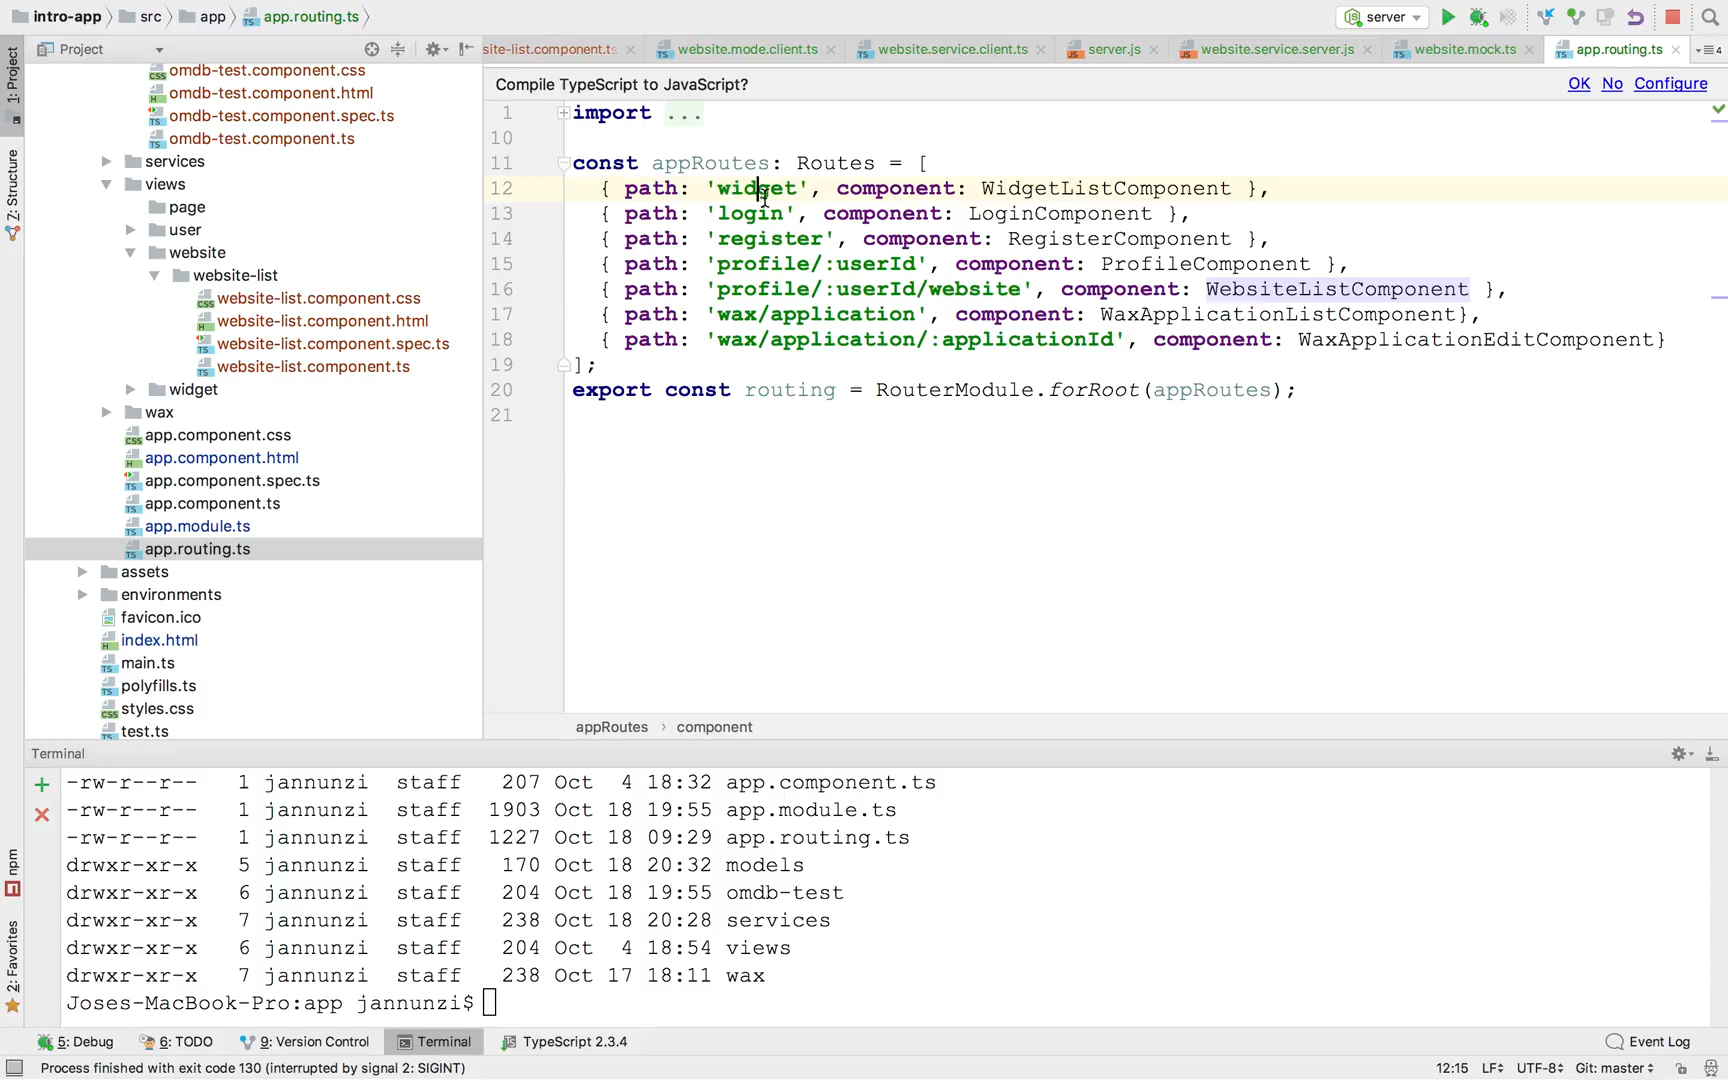 intro-app src app app.routing.ts server
1: Project
Project
site-list.component.ts website.mode.client.ts website.service.client.ts server.js website.service.server.js website.mock.ts app.routing.ts 4
Compile TypeScript to JavaScript? OK No Configure
omdb-test.component.css
omdb-test.component.html
omdb-test.component.spec.ts
omdb-test.component.ts
services
views
page
user
website
website-list
website-list.component.css
website-list.component.html
website-list.component.spec.ts
website-list.component.ts
widget
wax
app.component.css
app.component.html
app.component.spec.ts
app.component.ts
app.module.ts
app.routing.ts
assets
environments
favicon.ico
index.html
main.ts
polyfills.ts
styles.css
test.ts
Z: Structure
1 import ...
10
11 const appRoutes: Routes = [
12 { path: 'widget', component: WidgetListComponent },
13 { path: 'login', component: LoginComponent },
14 { path: 'register', component: RegisterComponent },
15 { path: 'profile/:userId', component: ProfileComponent },
16 { path: 'profile/:userId/website', component: WebsiteListComponent },
17 { path: 'wax/application', component: WaxApplicationListComponent},
18 { path: 'wax/application/:applicationId', component: WaxApplicationEditComponent}
19 ];
20 export const routing = RouterModule.forRoot(appRoutes);
21
appRoutes › component
Terminal
-rw-r--r-- 1 jannunzi staff 207 Oct 4 18:32 app.component.ts
-rw-r--r-- 1 jannunzi staff 1903 Oct 18 19:55 app.module.ts
-rw-r--r-- 1 jannunzi staff 1227 Oct 18 09:29 app.routing.ts
drwxr-xr-x 5 jannunzi staff 170 Oct 18 20:32 models
drwxr-xr-x 6 jannunzi staff 204 Oct 18 19:55 omdb-test
drwxr-xr-x 7 jannunzi staff 238 Oct 18 20:28 services
drwxr-xr-x 6 jannunzi staff 204 Oct 4 18:54 views
drwxr-xr-x 7 jannunzi staff 238 Oct 17 18:11 wax
Joses-MacBook-Pro:app jannunzi$
npm
2: Favorites
5: Debug 6: TODO 9: Version Control Terminal TypeScript 2.3.4 Event Log
Process finished with exit code 130 (interrupted by signal 2: SIGINT) 12:15 LF UTF-8 Git: master